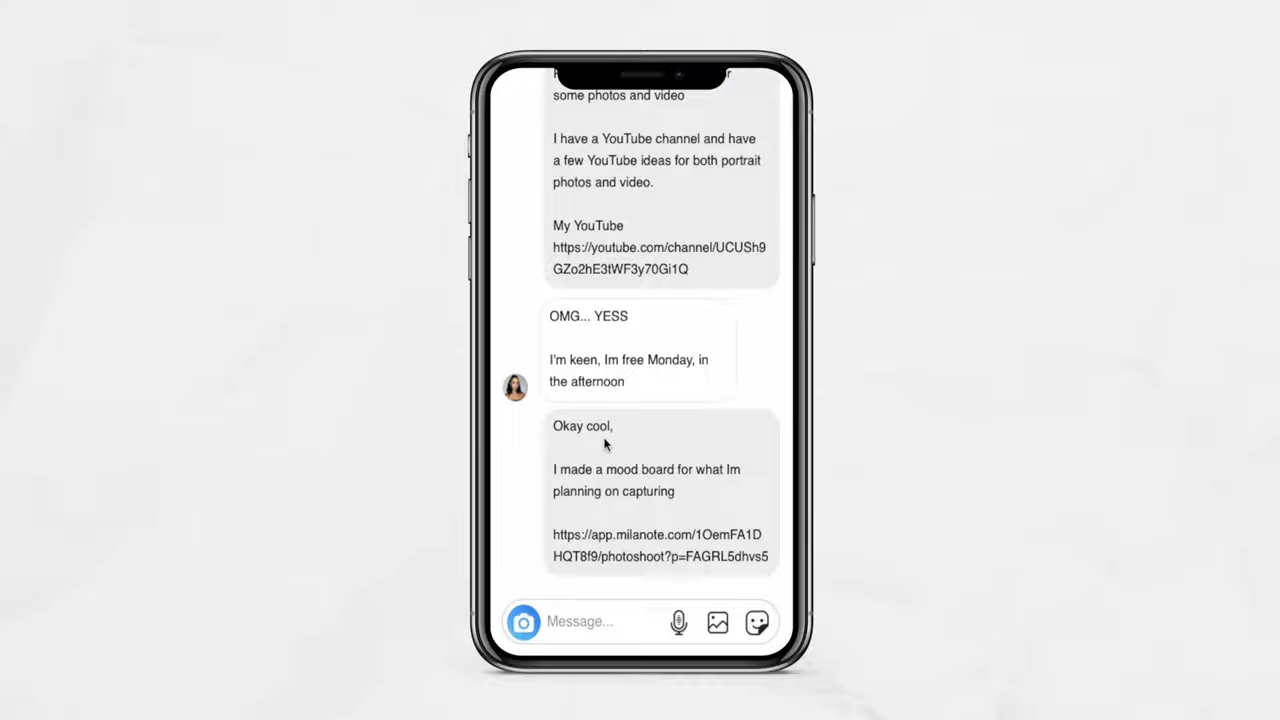 some photos and video
I have a YouTube channel and have
a few YouTube ideas for both portrait
photos and video.
My YouTube
https://youtube.com/channel/UCUSh9
GZo2hE3tWF3y70Gi1Q
OMG... YESS
I'm keen, Im free Monday, in
the afternoon
Okay cool,
I made a mood board for what Im
planning on capturing
https://app.milanote.com/1OemFA1D
HQT8f9/photoshoot?p=FAGRL5dhvs5
Message...